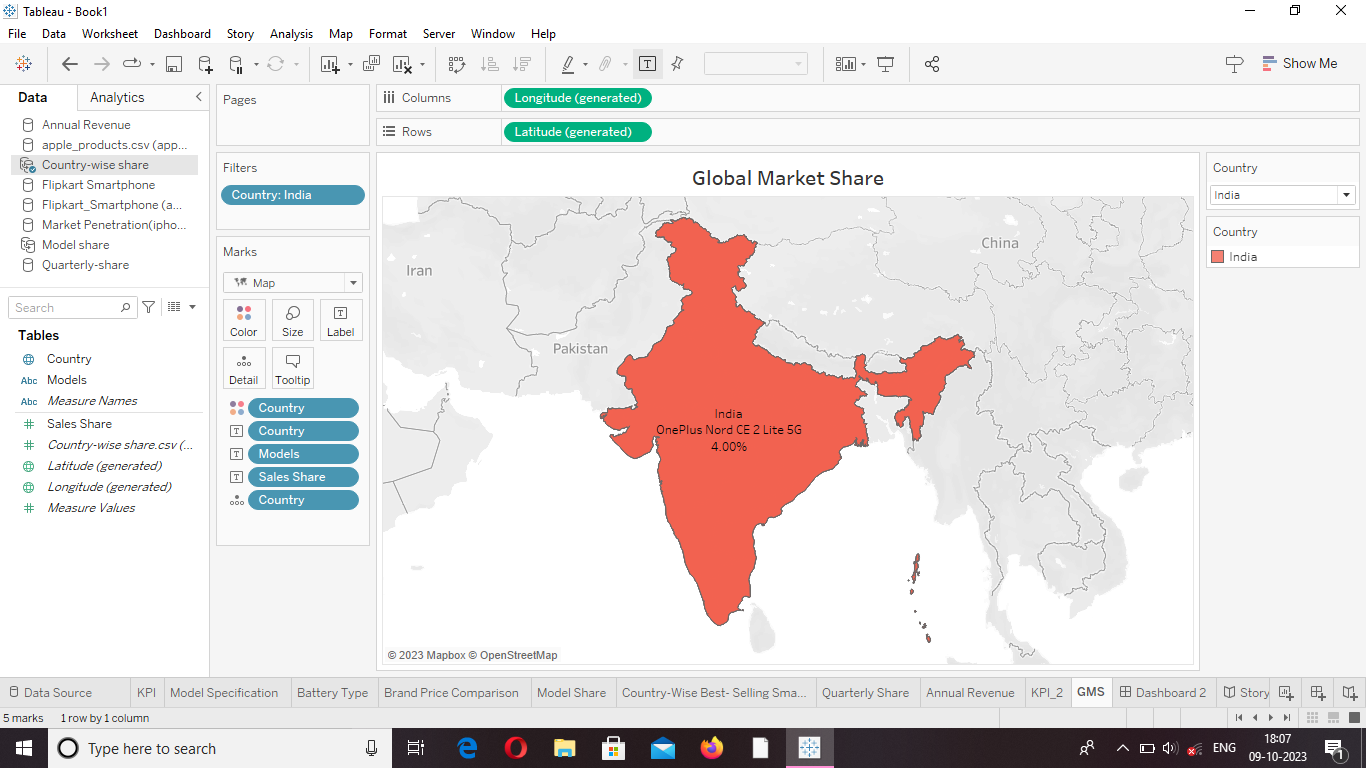 Tableau - Book1
File Data Worksheet Dashboard Story Analysis Map Format Server Window Help
Show Me
Data Analytics
Annual Revenue
apple_products.csv (app...
Country-wise share
Flipkart Smartphone
Flipkart_Smartphone (a...
Market Penetration(ipho...
Model share
Quarterly-share
Search
Tables
Country
Abc Models
Abc Measure Names
Sales Share
Country-wise share.csv (...
Latitude (generated)
Longitude (generated)
Measure Values
Pages
Filters
Country: India
Marks
Map
Color Size Label
Detail Tooltip
Country
Country
Models
Sales Share
Country
Columns Longitude (generated)
Rows Latitude (generated)
Global Market Share
Iran
China
Pakistan
India
OnePlus Nord CE 2 Lite 5G
4.00%
© 2023 Mapbox © OpenStreetMap
Country
India
Country
India
Data Source KPI Model Specification Battery Type Brand Price Comparison Model Share Country-Wise Best- Selling Sma... Quarterly Share Annual Revenue KPI_2 GMS Dashboard 2 Story
5 marks 1 row by 1 column
Type here to search
ENG
18:07
09-10-2023
1